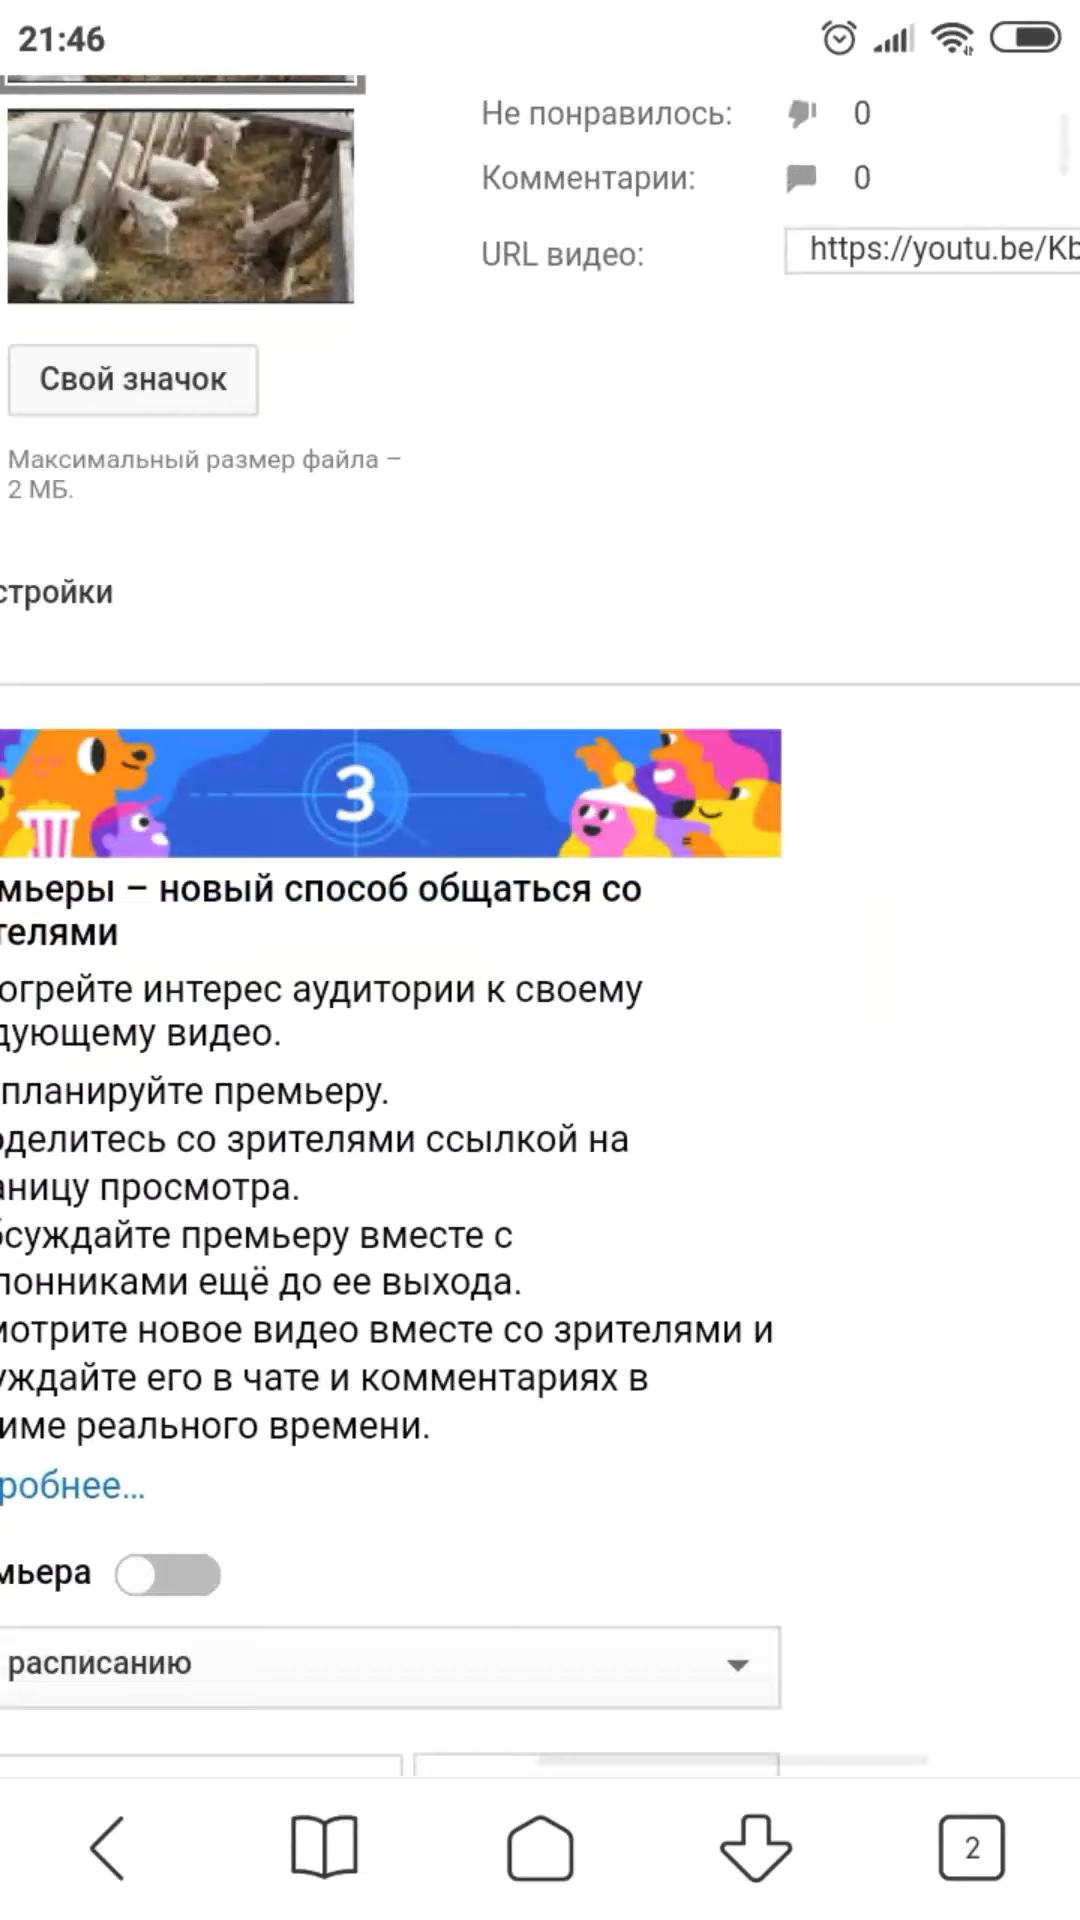 21:46
Не понравилось: 0
Комментарии: 0
URL видео: https://youtu.be/Kb
Свой значок
Максимальный размер файла –
2 МБ.
стройки
3
мьеры – новый способ общаться со
телями
огрейте интерес аудитории к своему
дующему видео.
планируйте премьеру.
оделитесь со зрителями ссылкой на
аницу просмотра.
бсуждайте премьеру вместе с
лонниками ещё до ее выхода.
мотрите новое видео вместе со зрителями и
уждайте его в чате и комментариях в
име реального времени.
робнее...
мьера
расписанию
2